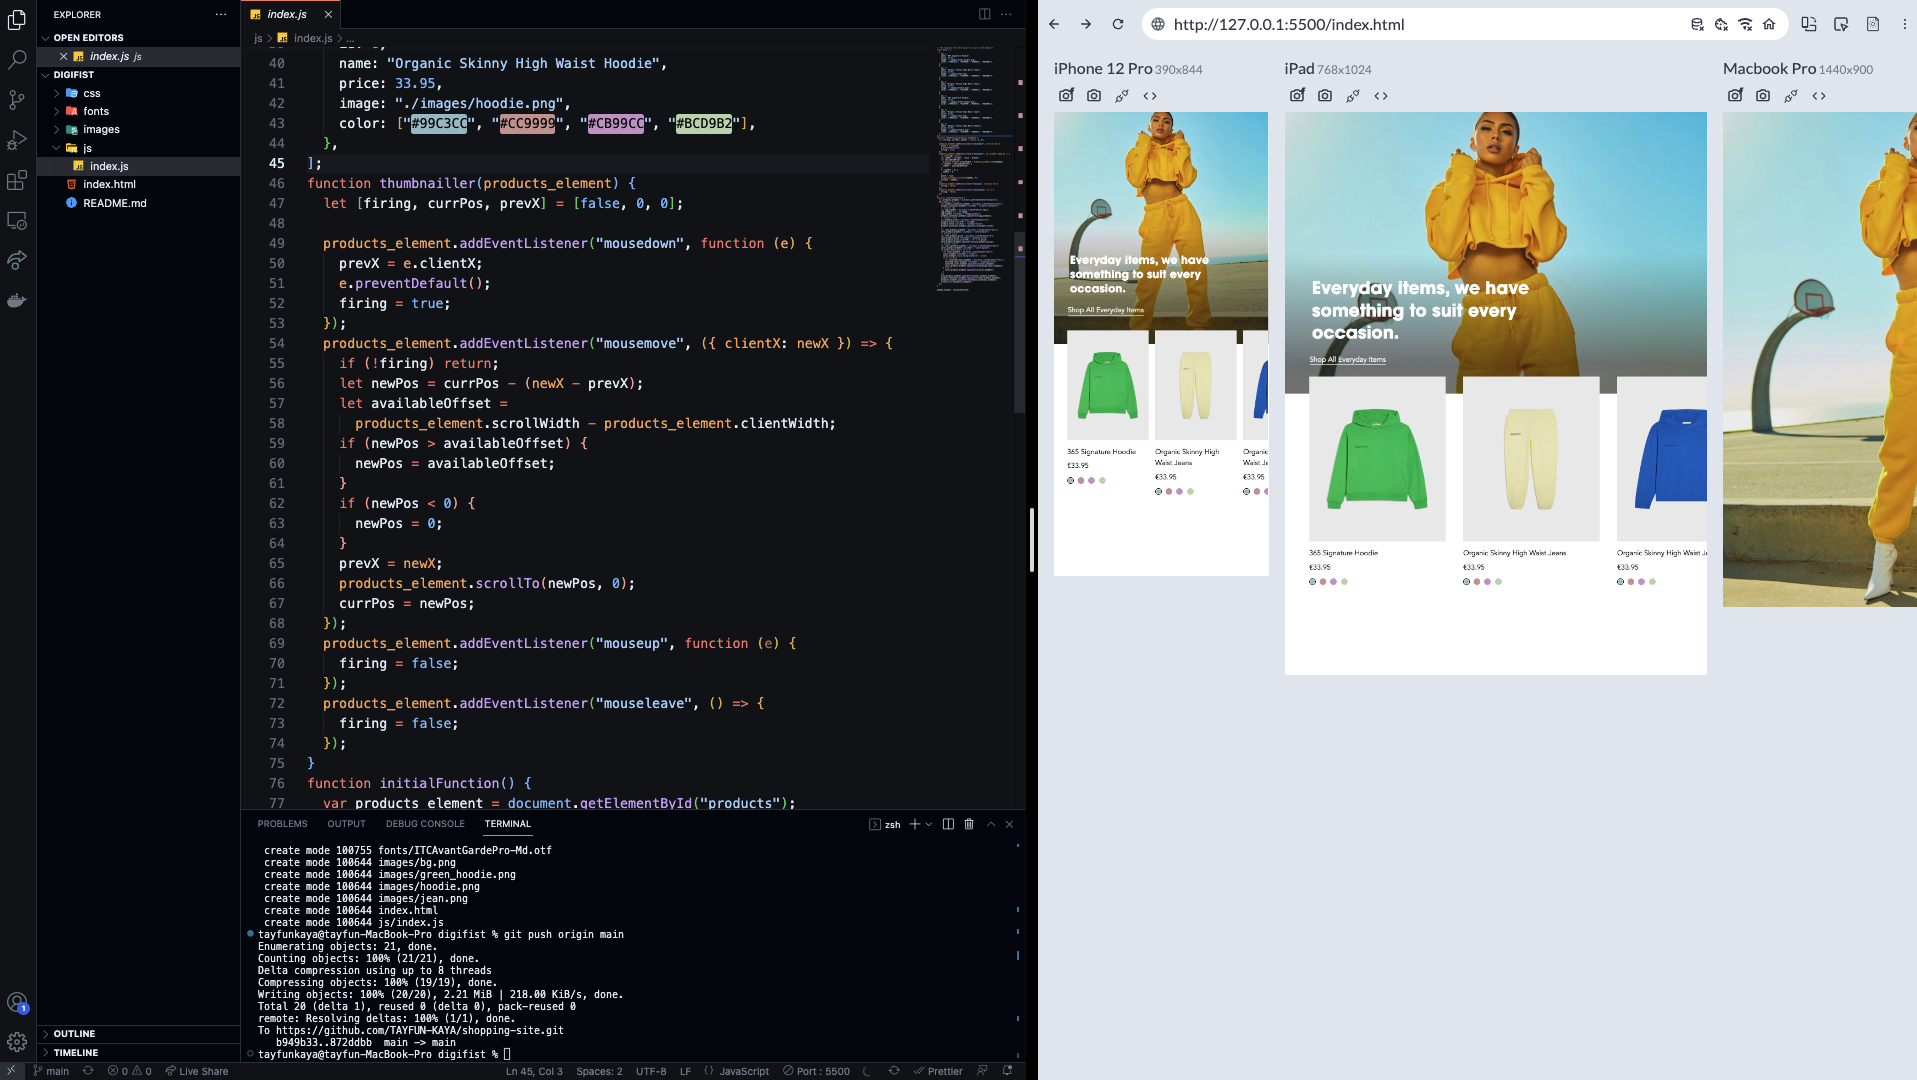 EXPLORER
OPEN EDITORS
index.js js
DIGIFIST
css
fonts
images
js
index.js
index.html
README.md
OUTLINE
TIMELINE
index.js
js > index.js > ...
40 name: "Organic Skinny High Waist Hoodie",
41 price: 33.95,
42 image: "./images/hoodie.png",
43 color: ["#99C3CC", "#CC9999", "#CB99CC", "#BCD9B2"],
44 },
45 ];
46 function thumbnailler(products_element) {
47 let [firing, currPos, prevX] = [false, 0, 0];
48
49 products_element.addEventListener("mousedown", function (e) {
50 prevX = e.clientX;
51 e.preventDefault();
52 firing = true;
53 });
54 products_element.addEventListener("mousemove", ({ clientX: newX }) => {
55 if (!firing) return;
56 let newPos = currPos - (newX - prevX);
57 let availableOffset =
58 products_element.scrollWidth - products_element.clientWidth;
59 if (newPos > availableOffset) {
60 newPos = availableOffset;
61 }
62 if (newPos < 0) {
63 newPos = 0;
64 }
65 prevX = newX;
66 products_element.scrollTo(newPos, 0);
67 currPos = newPos;
68 });
69 products_element.addEventListener("mouseup", function (e) {
70 firing = false;
71 });
72 products_element.addEventListener("mouseleave", () => {
73 firing = false;
74 });
75 }
76 function initialFunction() {
77 var products_element = document.getElementById("products");
PROBLEMS OUTPUT DEBUG CONSOLE TERMINAL zsh
create mode 100755 fonts/ITCAvantGardePro-Md.otf
create mode 100644 images/bg.png
create mode 100644 images/green_hoodie.png
create mode 100644 images/hoodie.png
create mode 100644 images/jean.png
create mode 100644 index.html
create mode 100644 js/index.js
tayfunkaya@tayfun-MacBook-Pro digifist % git push origin main
Enumerating objects: 21, done.
Counting objects: 100% (21/21), done.
Delta compression using up to 8 threads
Compressing objects: 100% (19/19), done.
Writing objects: 100% (20/20), 2.21 MiB | 218.00 KiB/s, done.
Total 20 (delta 1), reused 0 (delta 0), pack-reused 0
remote: Resolving deltas: 100% (1/1), done.
To https://github.com/TAYFUN-KAYA/shopping-site.git
b949b33..872ddbb main -> main
tayfunkaya@tayfun-MacBook-Pro digifist %
main 0 0 Live Share Ln 45, Col 3 Spaces: 2 UTF-8 LF {} JavaScript Port : 5500 Prettier
1
http://127.0.0.1:5500/index.html
iPhone 12 Pro 390x844
Everyday items, we have
something to suit every
occasion.
Shop All Everyday Items
365 Signature Hoodie
€33.95
Organic Skinny High
Waist Jeans
€33.95
Organic
Waist J
€33.95
iPad 768x1024
Everyday items, we have
something to suit every
occasion.
Shop All Everyday Items
365 Signature Hoodie
€33.95
Organic Skinny High Waist Jeans
€33.95
Organic Skinny High Waist J
€33.95
Macbook Pro 1440x900